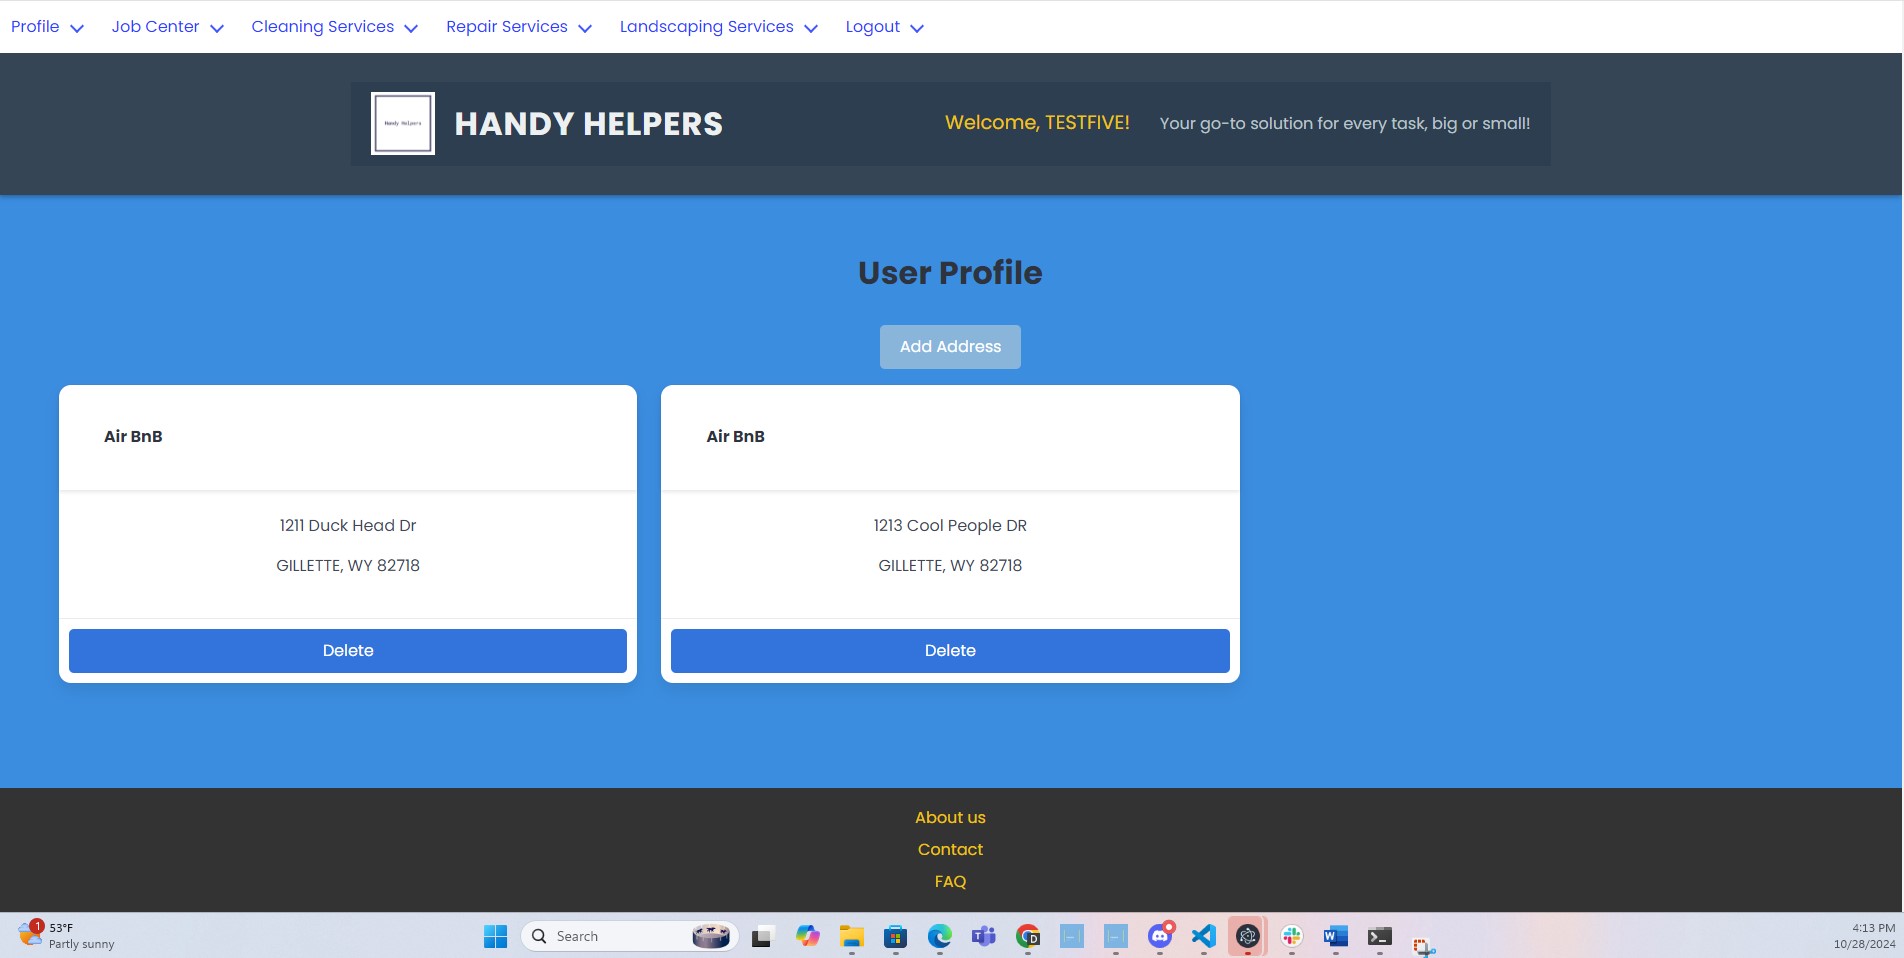 Profile Job Center Cleaning Services Repair Services Landscaping Services Logout
Handy Helpers
HANDY HELPERS
Welcome, TESTFIVE! Your go-to solution for every task, big or small!
User Profile
Add Address
Air BnB
1211 Duck Head Dr
GILLETTE, WY 82718
Delete
Air BnB
1213 Cool People DR
GILLETTE, WY 82718
Delete
About us
Contact
FAQ
1
53°F
Partly sunny
Search
4:13 PM
10/28/2024